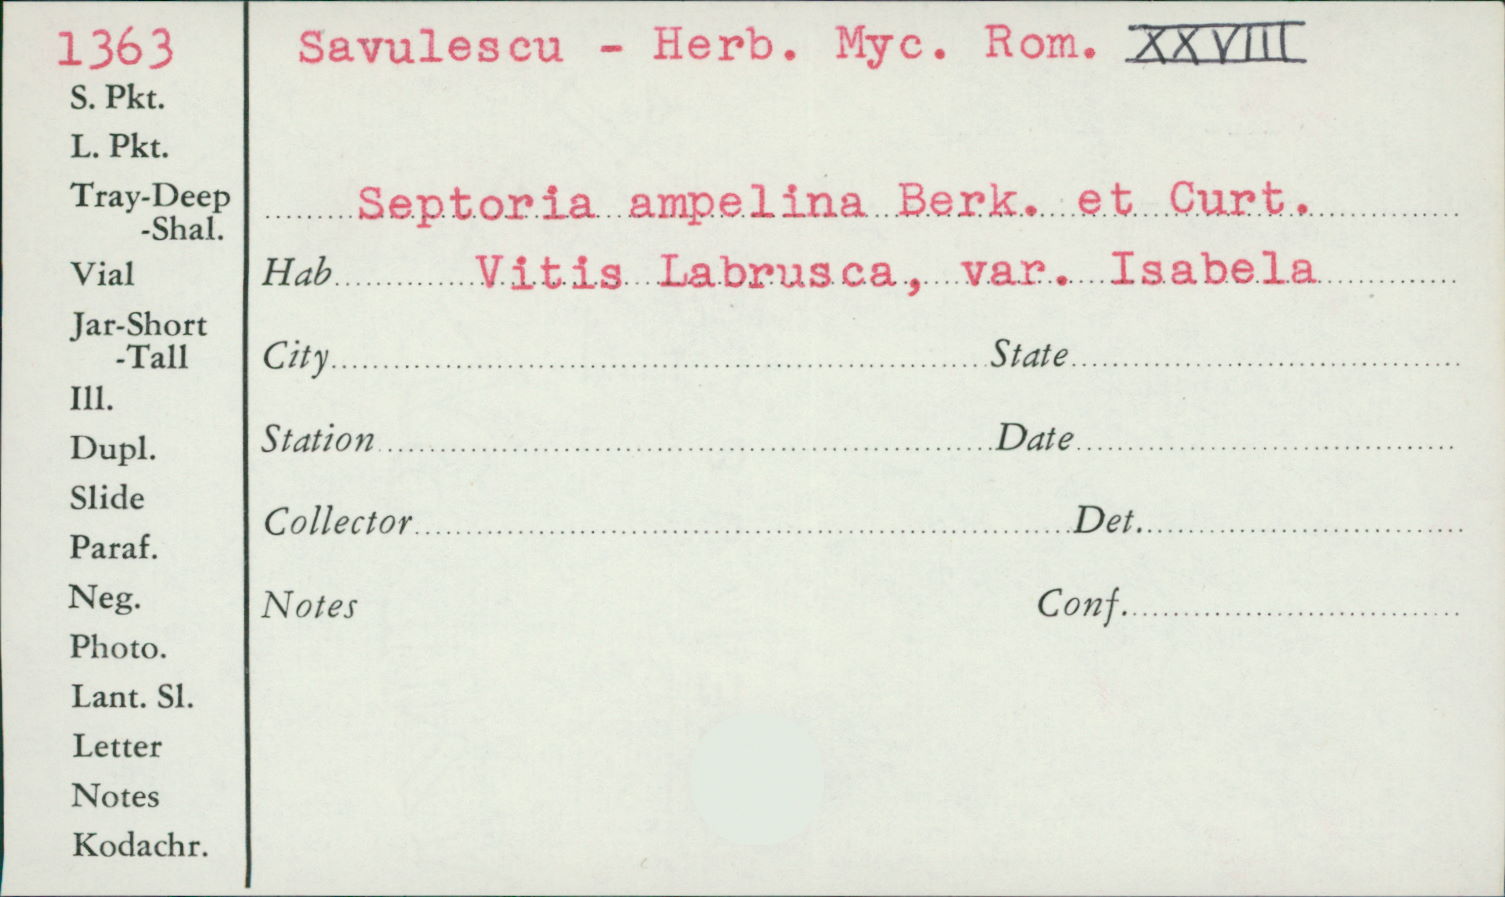 1363
Savulescu - Herb. Myc. Rom. XXVIII
S. Pkt.
L. Pkt.
Tray-Deep
-Shal.
Vial
Jar-Short
-Tall
Ill.
Dupl.
Slide
Paraf.
Neg.
Photo.
Lant. Sl.
Letter
Notes
Kodachr.
Septoria ampelina Berk. et Curt.
Hab Vitis Labrusca, var. Isabela
City State
Station Date
Collector Det.
Notes Conf.